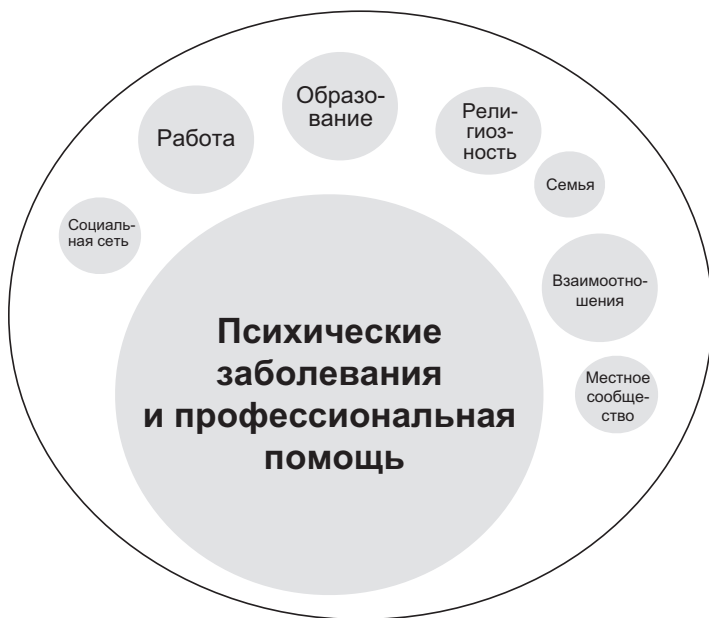 Социаль-
ная сеть
Работа
Образо-
вание
Рели-
гиоз-
ность
Семья
Взаимоотно-
шения
Местное
сообще-
ство
Психические
заболевания
и профессиональная
помощь